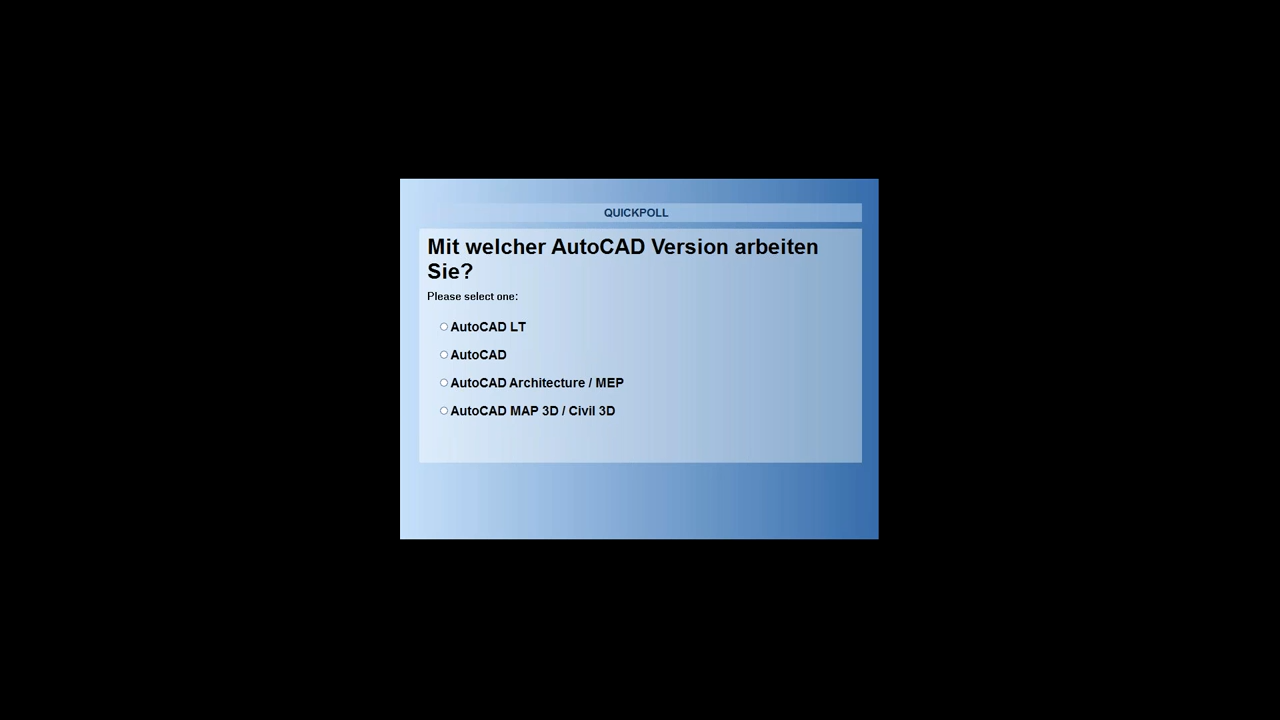 QUICKPOLL
Mit welcher AutoCAD Version arbeiten
Sie?
Please select one:
AutoCAD LT
AutoCAD
AutoCAD Architecture / MEP
AutoCAD MAP 3D / Civil 3D